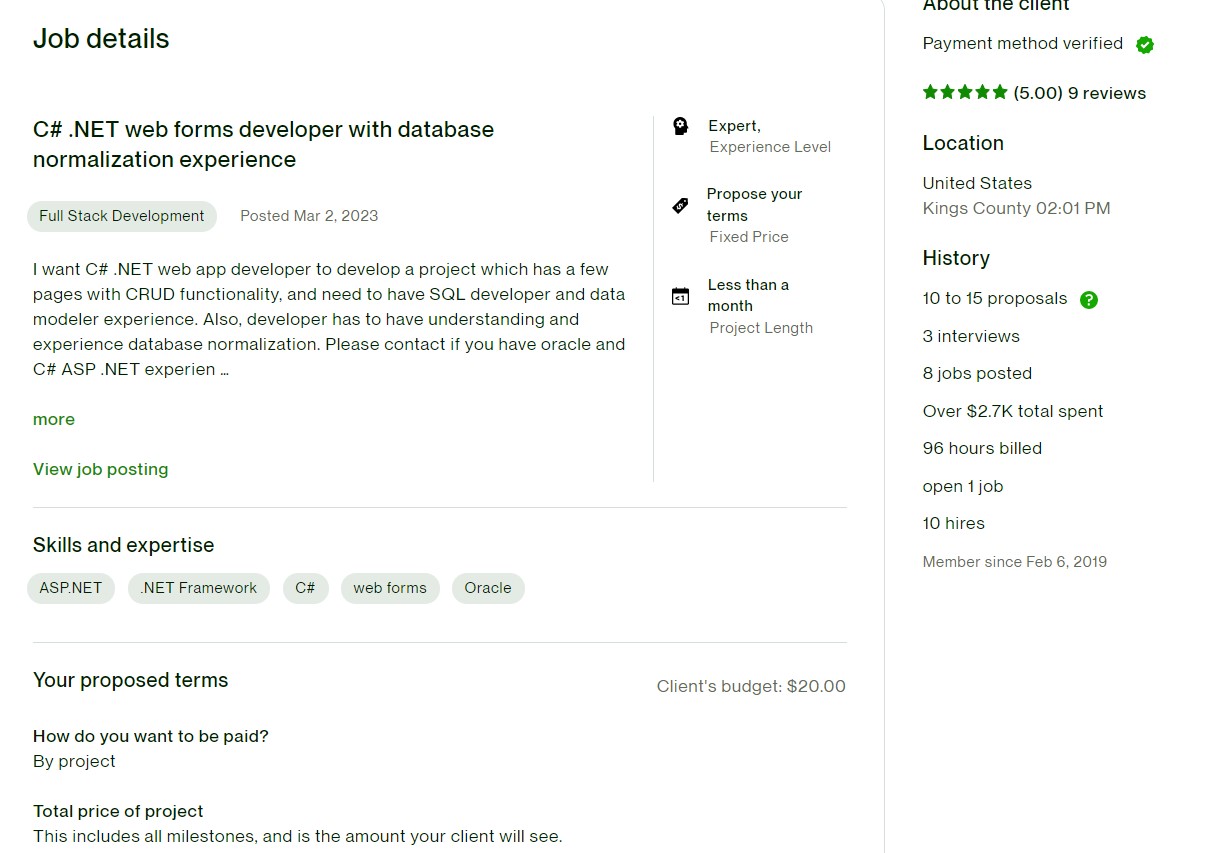 Job details
C# .NET web forms developer with database
normalization experience
Full Stack Development
Posted Mar 2, 2023
I want C# .NET web app developer to develop a project which has a few
pages with CRUD functionality, and need to have SQL developer and data
modeler experience. Also, developer has to have understanding and
experience database normalization. Please contact if you have oracle and
C# ASP .NET experien …
more
View job posting
Expert,
Experience Level
Propose your
terms
Fixed Price
<1
Less than a
month
Project Length
Skills and expertise
ASP.NET
.NET Framework
C#
web forms
Oracle
Your proposed terms
Client's budget: $20.00
How do you want to be paid?
By project
Total price of project
This includes all milestones, and is the amount your client will see.
About the client
Payment method verified
(5.00) 9 reviews
Location
United States
Kings County 02:01 PM
History
10 to 15 proposals ?
3 interviews
8 jobs posted
Over $2.7K total spent
96 hours billed
open 1 job
10 hires
Member since Feb 6, 2019